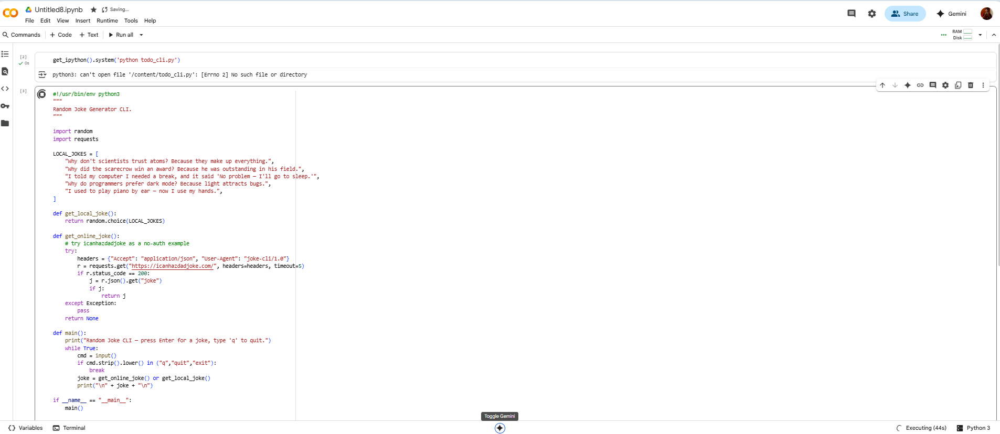 Untitled8.ipynb Saving...
File Edit View Insert Runtime Tools Help
Share Gemini
Commands + Code + Text Run all
RAM
Disk
[2] get_ipython().system('python todo_cli.py')
0s
python3: can't open file '/content/todo_cli.py': [Errno 2] No such file or directory
[3] #!/usr/bin/env python3
"""
Random Joke Generator CLI.
"""
import random
import requests
LOCAL_JOKES = [
"Why don't scientists trust atoms? Because they make up everything.",
"Why did the scarecrow win an award? Because he was outstanding in his field.",
"I told my computer I needed a break, and it said 'No problem — I'll go to sleep.'",
"Why do programmers prefer dark mode? Because light attracts bugs.",
"I used to play piano by ear — now I use my hands.",
]
def get_local_joke():
return random.choice(LOCAL_JOKES)
def get_online_joke():
# try icanhazdadjoke as a no-auth example
try:
headers = {"Accept": "application/json", "User-Agent": "joke-cli/1.0"}
r = requests.get("https://icanhazdadjoke.com/", headers=headers, timeout=5)
if r.status_code == 200:
j = r.json().get("joke")
if j:
return j
except Exception:
pass
return None
def main():
print("Random Joke CLI — press Enter for a joke, type 'q' to quit.")
while True:
cmd = input()
if cmd.strip().lower() in ("q","quit","exit"):
break
joke = get_online_joke() or get_local_joke()
print("\n" + joke + "\n")
if __name__ == "__main__":
main()
Toggle Gemini
Variables Terminal Executing (44s) Python 3